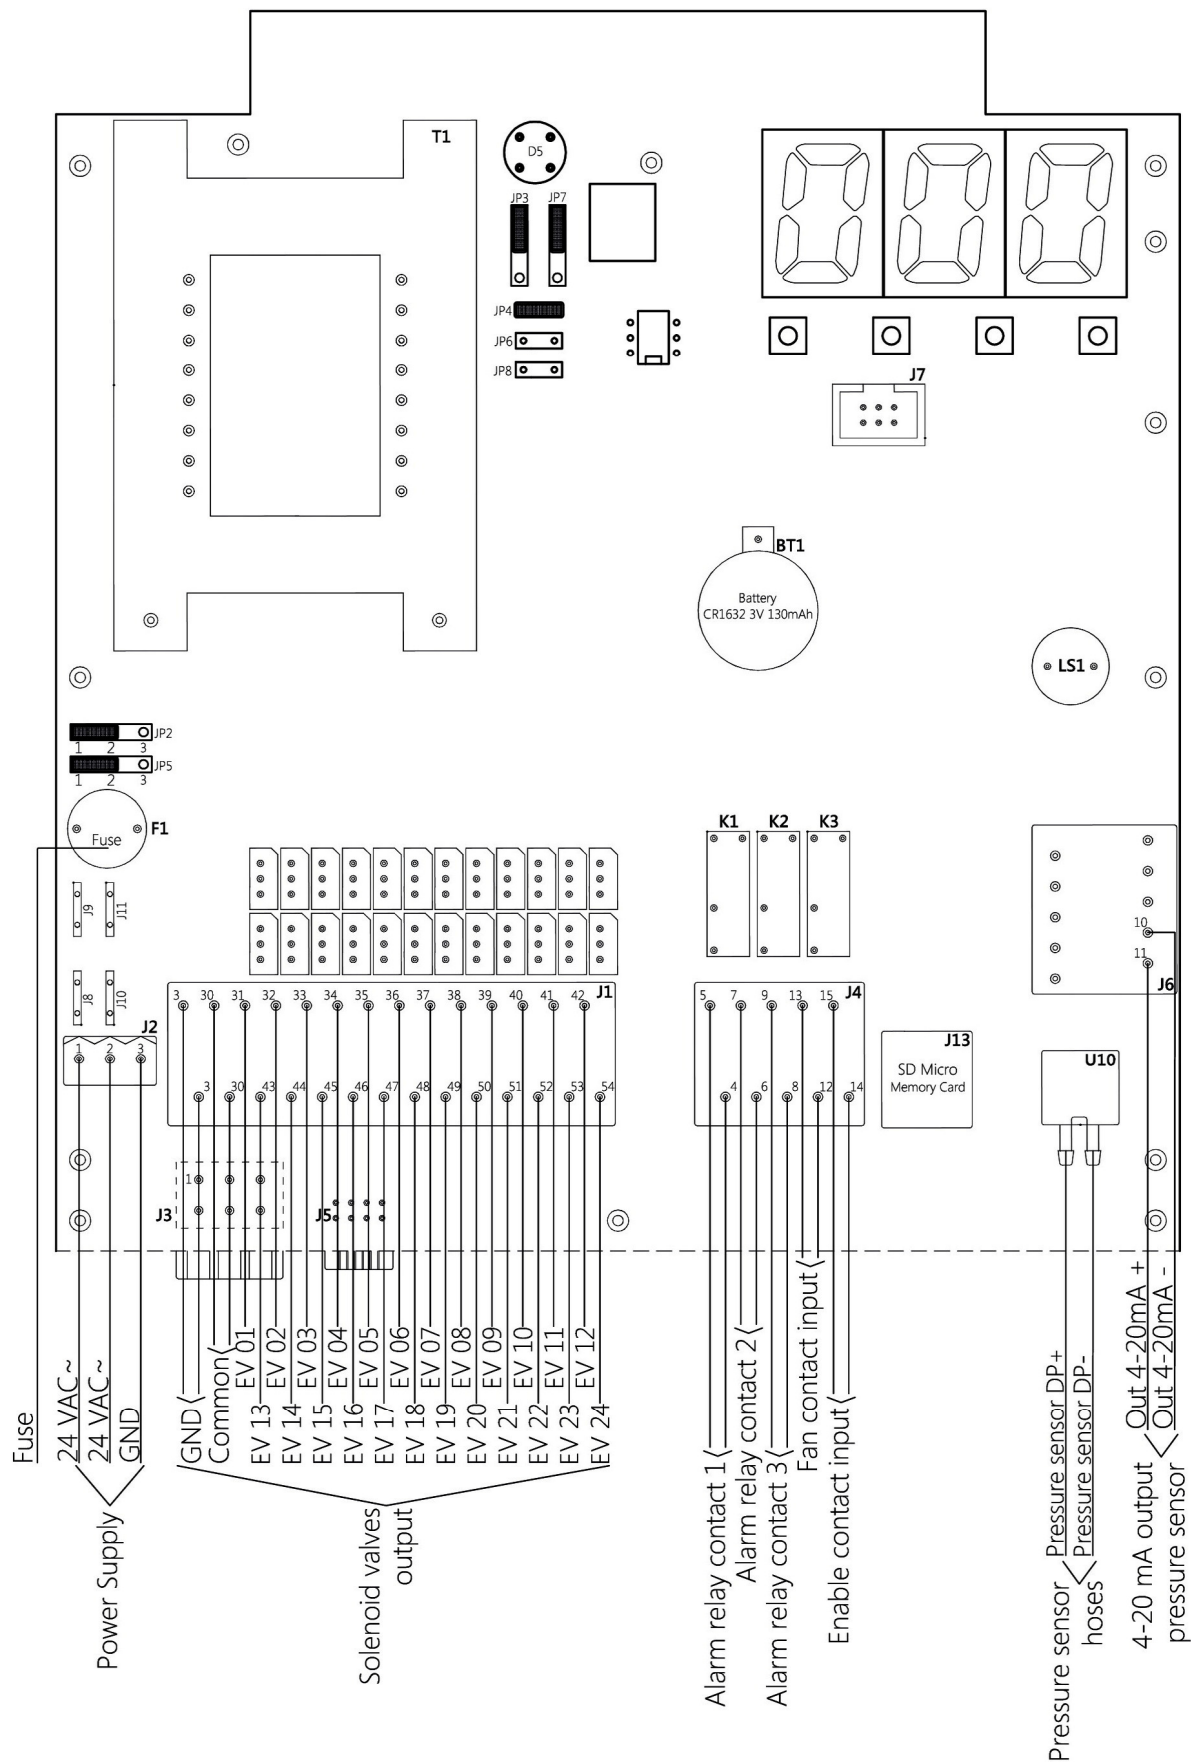 T1
D5
JP3
JP7
JP4
JP6
JP8
J7
BT1
Battery
CR1632 3V 130mAh
LS1
JP2
1 2 3
JP5
1 2 3
F1
Fuse
K1 K2 K3
J9
J11
J8
J10
10
11
J6
J2
1 2 3
J1
3 30 31 32 33 34 35 36 37 38 39 40 41 42
3 30 43 44 45 46 47 48 49 50 51 52 53 54
J4
5 7 9 13 15
4 6 8 12 14
J13
SD Micro
Memory Card
U10
J3
1
J5
Fuse
24 VAC~
24 VAC~
GND
Power Supply
GND
Common
EV 01
EV 13
EV 02
EV 14
EV 03
EV 15
EV 04
EV 16
EV 05
EV 17
EV 06
EV 18
EV 07
EV 19
EV 08
EV 20
EV 09
EV 21
EV 10
EV 22
EV 11
EV 23
EV 12
EV 24
Solenoid valves
output
Alarm relay contact 1
Alarm relay contact 2
Alarm relay contact 3
Fan contact input
Enable contact input
Pressure sensor DP+
Pressure sensor DP-
Pressure sensor
hoses
Out 4-20mA +
Out 4-20mA -
4-20 mA output
pressure sensor